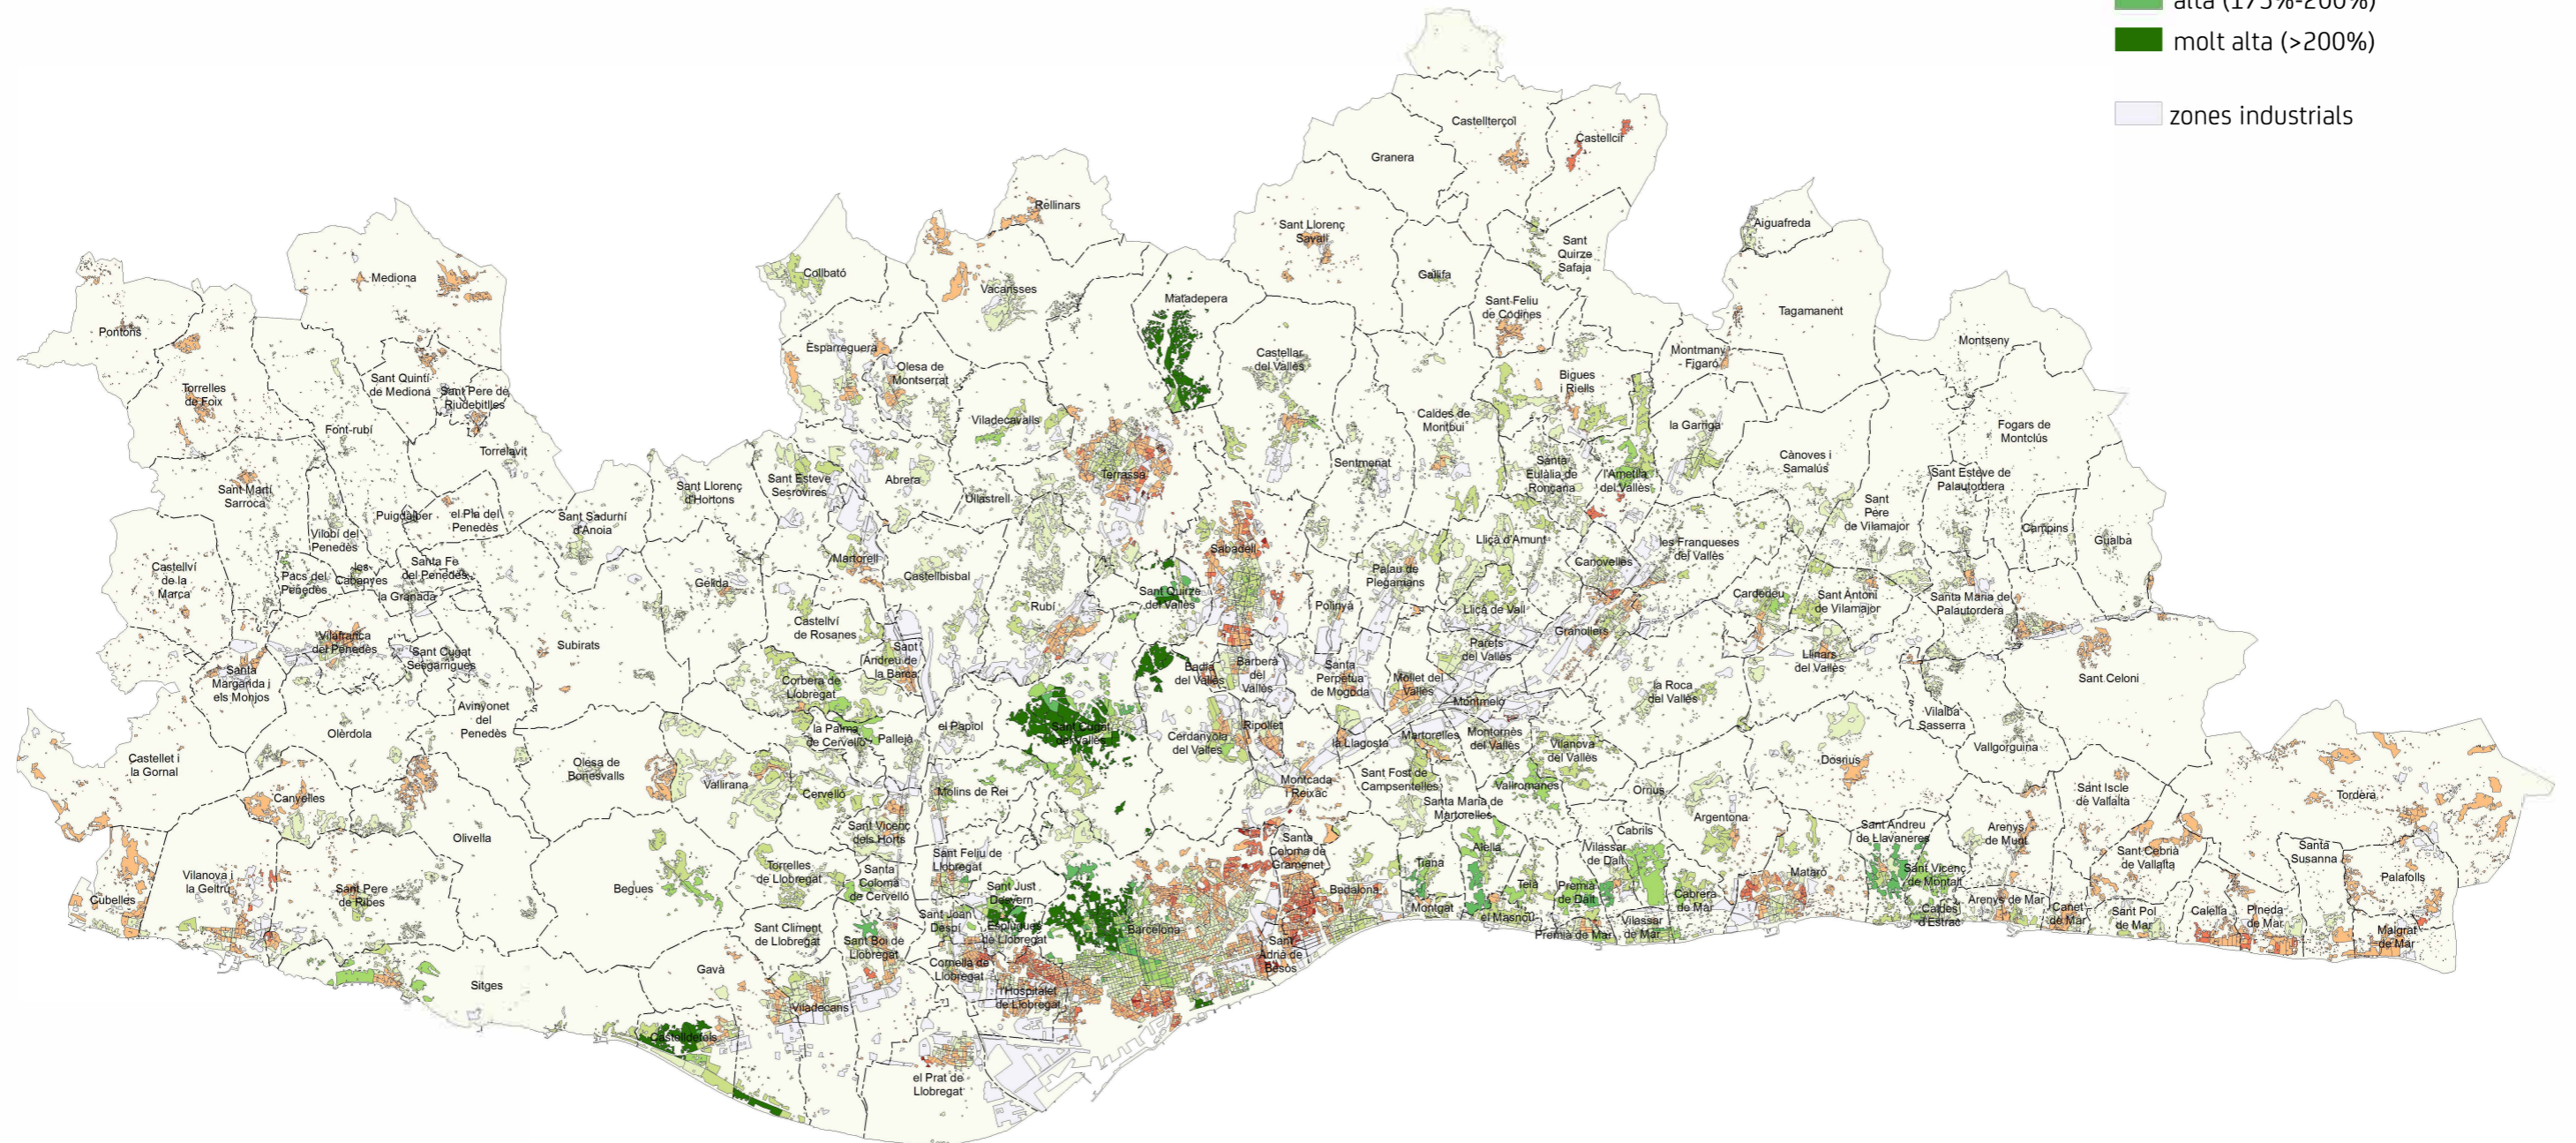 alta (175%-200%)
molt alta (>200%)
zones industrials
Castellterçol
Castellcir
Granera
Rellinars
Sant Llorenç
Savall
Sant
Quirze
Safaja
Aiguafreda
Collbató
Mediona
Vacarisses
Matadepera
Gallifa
Sant Feliu
de Codines
Tagamanent
Pontons
Montseny
Esparreguera
Olesa de
Montserrat
Castellar
del Vallès
Bigues
i Riells
Montmany
- Figaró
Torrelles
de Foix
Sant Quintí
de Mediona
Sant Pere de
Riudebitlles
Font-rubí
Torrelavit
Viladecavalls
Caldes de
Montbui
la Garriga
Fogars de
Montclús
Sant Martí
Sarroca
Sant Llorenç
d'Hortons
Sant Esteve
Sesrovires
Abrera
Ullastrell
Terrassa
Sentmenat
Santa
Eulàlia de
Ronçana
l'Ametlla
del Vallès
Cànoves i
Samalús
Sant Esteve de
Palautordera
Sant
Pere
de Vilamajor
Puigdàlber
el Pla del
Penedès
Sant Sadurní
d'Anoia
Vilobí del
Penedès
Campins
Gualba
Lliçà d'Amunt
les Franqueses
del Vallès
Sabadell
Martorell
Castellbisbal
Canovelles
Castellví
de la
Marca
Pacs del
Penedès
les
Cabanyes
Santa Fe
del Penedès
la Granada
Gelida
Rubí
Sant Quirze
del Vallès
Palau de
Plegamans
Polinyà
Lliçà de Vall
Cardedeu
Sant Antoni
de Vilamajor
Santa Maria de
Palautordera
Vilafranca
del Penedès
Sant Cugat
Sesgarrigues
Subirats
Castellví
de Rosanes
Sant
Andreu de
la Barca
Granollers
Parets
del Vallès
Llinars
del Vallès
Santa
Margarida i
els Monjos
Corbera de
Llobregat
Badia
del Vallès
Barberà
del
Vallès
Santa
Perpètua
de Mogoda
Mollet del
Vallès
Montmeló
la Roca
del Vallès
Sant Celoni
Avinyonet
del
Penedès
Olèrdola
la Palma
de Cervelló
Pallejà
el Papiol
Sant Cugat
del Vallès
Cerdanyola
del Vallès
Ripollet
la Llagosta
Martorelles
Montornès
del Vallès
Vilanova
del Vallès
Vilalba
Sasserra
Vallgorguina
Castellet i
la Gornal
Olesa de
Bonesvalls
Vallirana
Cervelló
Molins de Rei
Montcada
i Reixac
Sant Fost de
Campsentelles
Vallromanes
Òrrius
Dosrius
Canyelles
Sant Iscle
de Vallalta
Tordera
Olivella
Sant Vicenç
dels Horts
Santa Maria de
Martorelles
Cabrils
Argentona
Sant Andreu
de Llavaneres
Arenys
de Munt
Sant Cebrià
de Vallalta
Santa
Susanna
Vilanova i
la Geltrú
Cubelles
Sant Pere
de Ribes
Begues
Torrelles
de Llobregat
Santa
Coloma
de Cervelló
Sant Feliu de
Llobregat
Sant Just
Desvern
Santa
Coloma de
Gramenet
Tiana
Alella
Vilassar
de Dalt
Badalona
Teià
Premià
de Dalt
Cabrera
de Mar
Mataró
Sant Vicenç
de Montalt
Palafolls
Sant Climent
de Llobregat
Sant Boi de
Llobregat
Sant Joan
Despí
Esplugues
de Llobregat
Barcelona
Montgat
el Masnou
Premià de Mar
Vilassar
de Mar
Caldes
d'Estrac
Arenys de Mar
Canet
de Mar
Sant Pol
de Mar
Calella
Pineda
de Mar
Malgrat
de Mar
Sant
Adrià de
Besòs
Cornellà de
Llobregat
l'Hospitalet
de Llobregat
Sitges
Gavà
Viladecans
Castelldefels
el Prat de
Llobregat